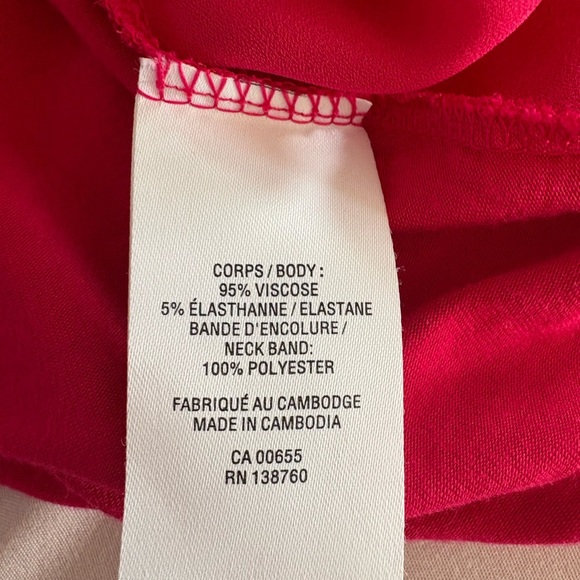 CORPS / BODY :
95% VISCOSE
5% ÉLASTHANNE / ELASTANE
BANDE D'ENCOLURE /
NECK BAND:
100% POLYESTER
FABRIQUÉ AU CAMBODGE
MADE IN CAMBODIA
CA 00655
RN 138760